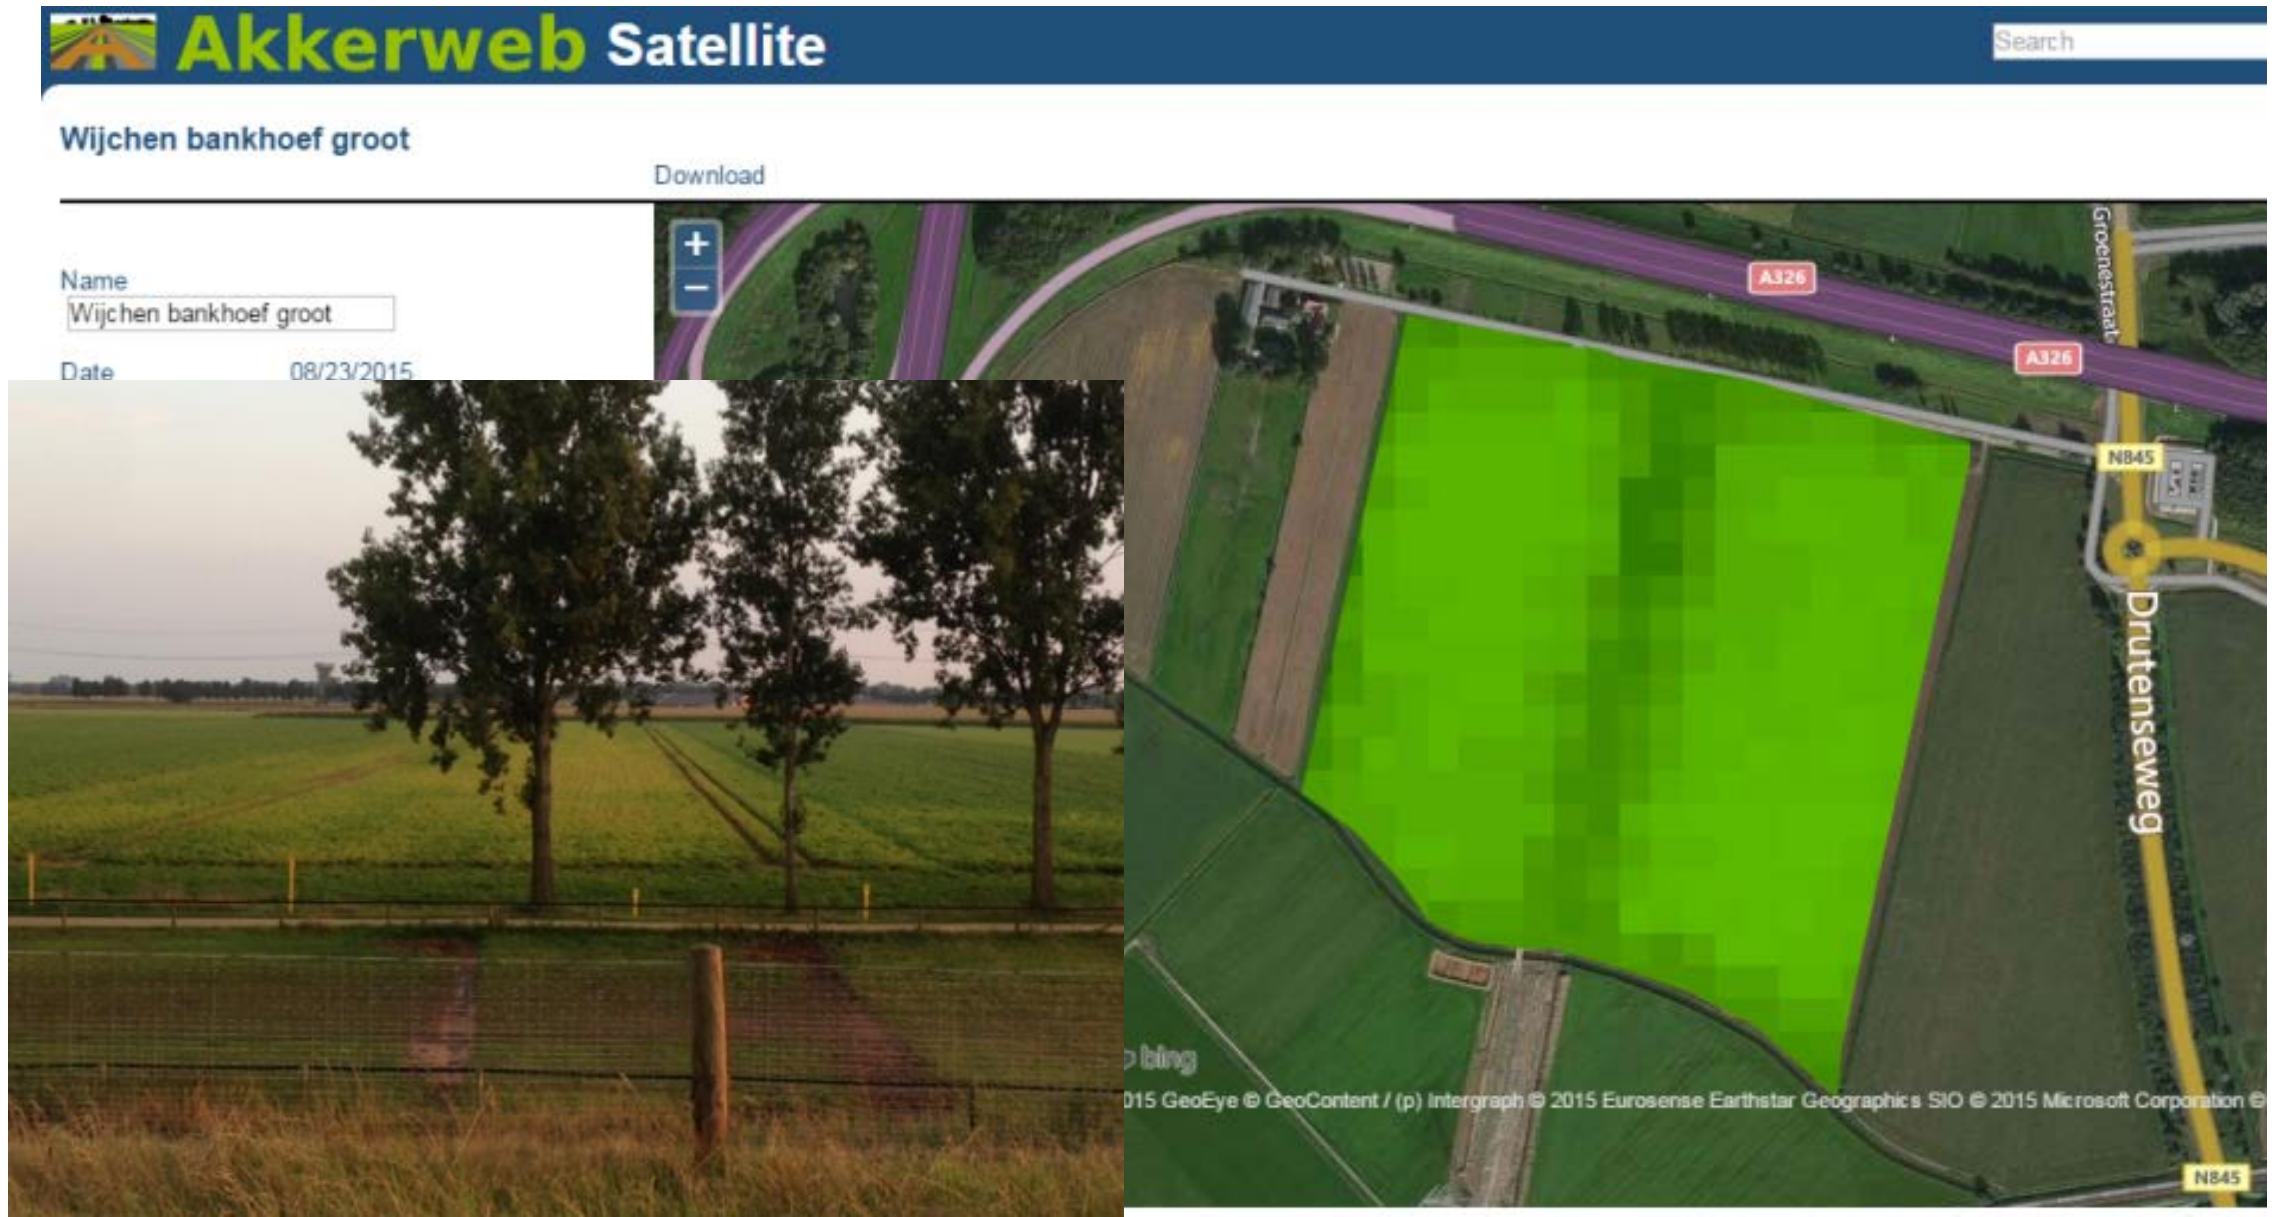 Akkerweb Satellite
Search
Wijchen bankhoef groot
Download
Name
Wijchen bankhoef groot
Date 08/23/2015
+
−
Groenestraat
A326
A326
N845
Drutenseweg
bing
015 GeoEye © GeoContent / (p) Intergraph © 2015 Eurosense Earthstar Geographics SIO © 2015 Microsoft Corporation ©
N845